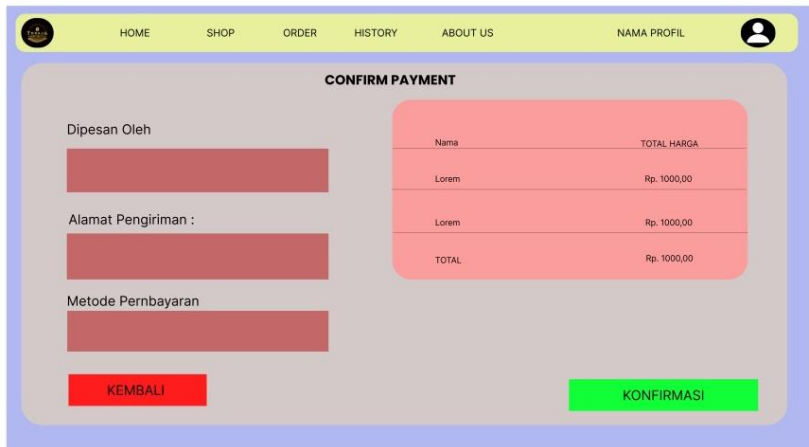 HOME SHOP ORDER HISTORY ABOUT US NAMA PROFIL
CONFIRM PAYMENT
Dipesan Oleh
Alamat Pengiriman :
Metode Pernbayaran
Nama TOTAL HARGA
Lorem Rp. 1000,00
Lorem Rp. 1000,00
TOTAL Rp. 1000,00
KEMBALI
KONFIRMASI